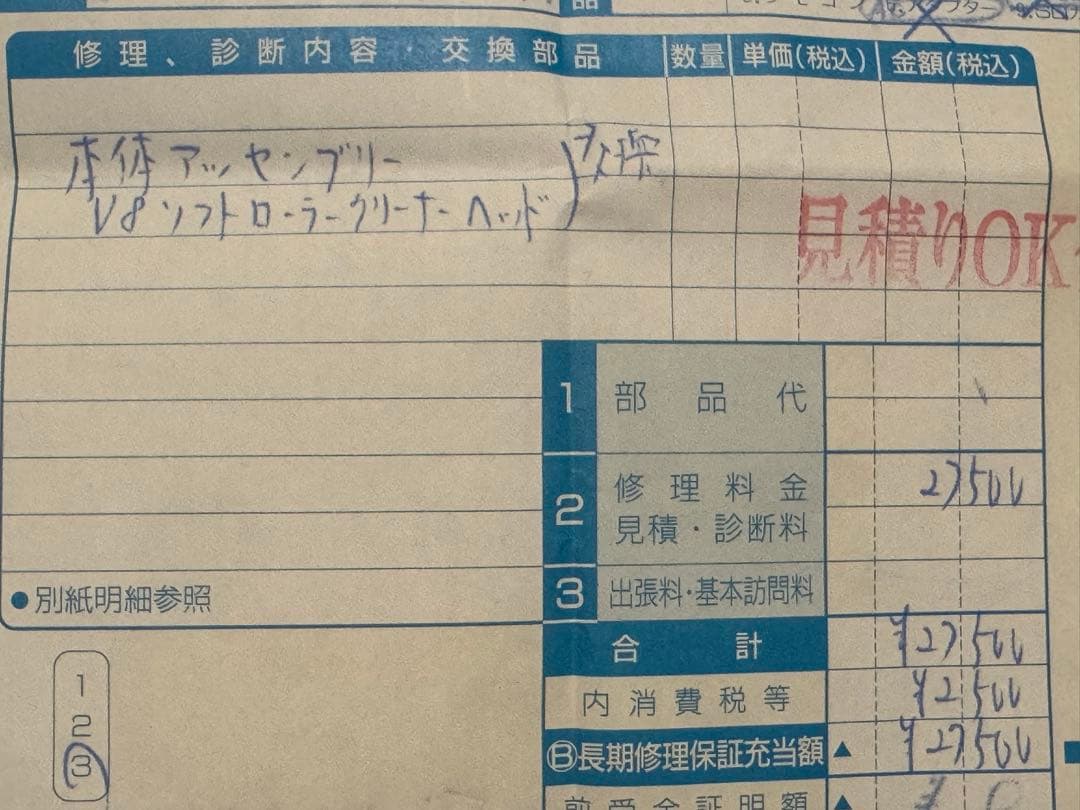 修理、診断内容・交換部品 数量 単価(税込) 金額(税込)
本体アッセンブリー
V8ソフトローラークリーナーヘッド 交換
見積りOK
1 部品代
2 修理料金 27500
見積・診断料
3 出張料・基本訪問料
●別紙明細参照
合計 ¥27500
内消費税等 ¥2500
Ⓑ長期修理保証充当額 ▲ ¥27500
1
2
3